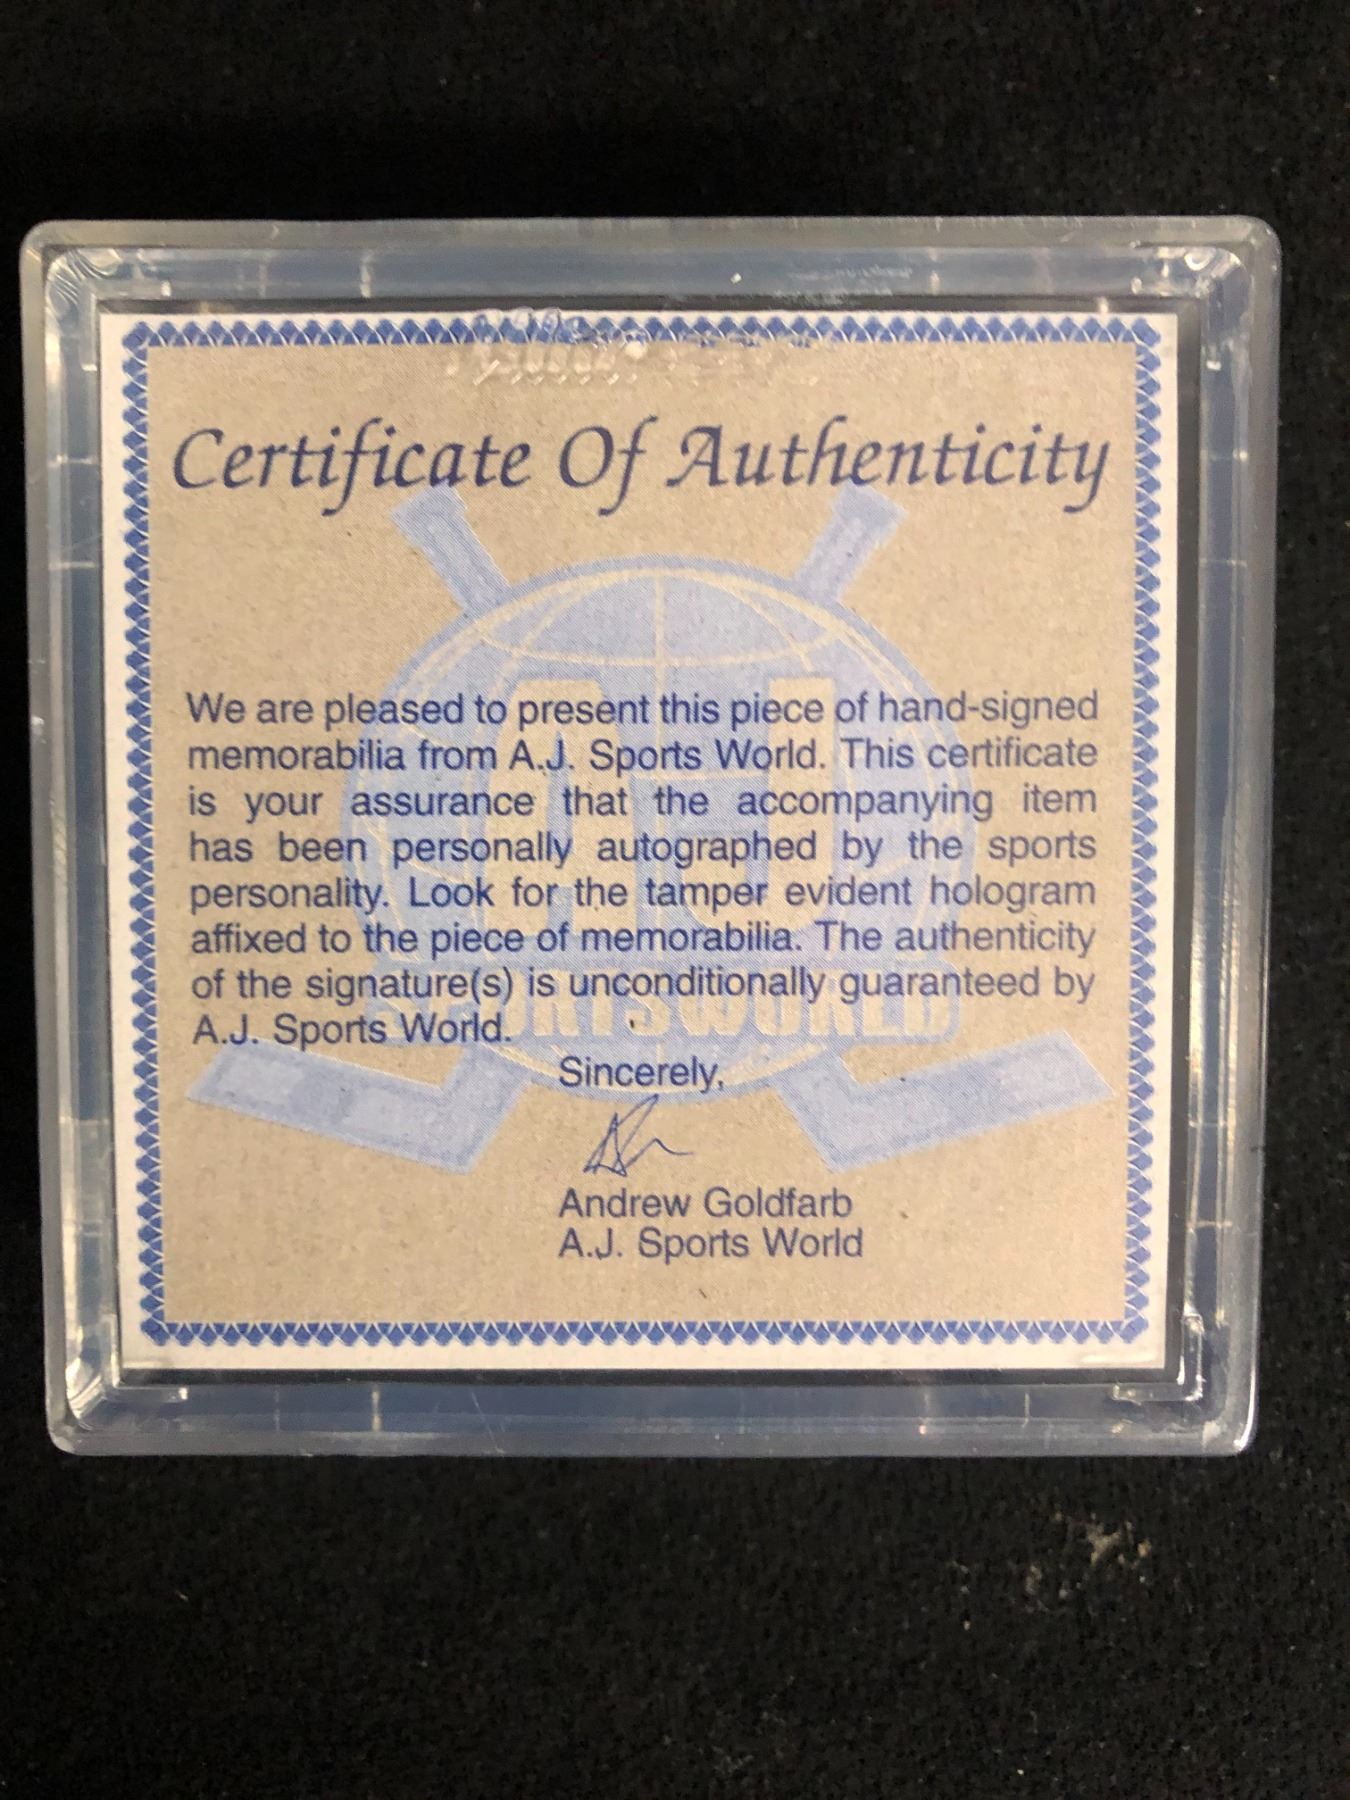 Certificate Of Authenticity
We are pleased to present this piece of hand-signed
memorabilia from A.J. Sports World. This certificate
is your assurance that the accompanying item
has been personally autographed by the sports
personality. Look for the tamper evident hologram
affixed to the piece of memorabilia. The authenticity
of the signature(s) is unconditionally guaranteed by
A.J. Sports World.
Sincerely,
Andrew Goldfarb
A.J. Sports World
AJ
SPORTSWORLD